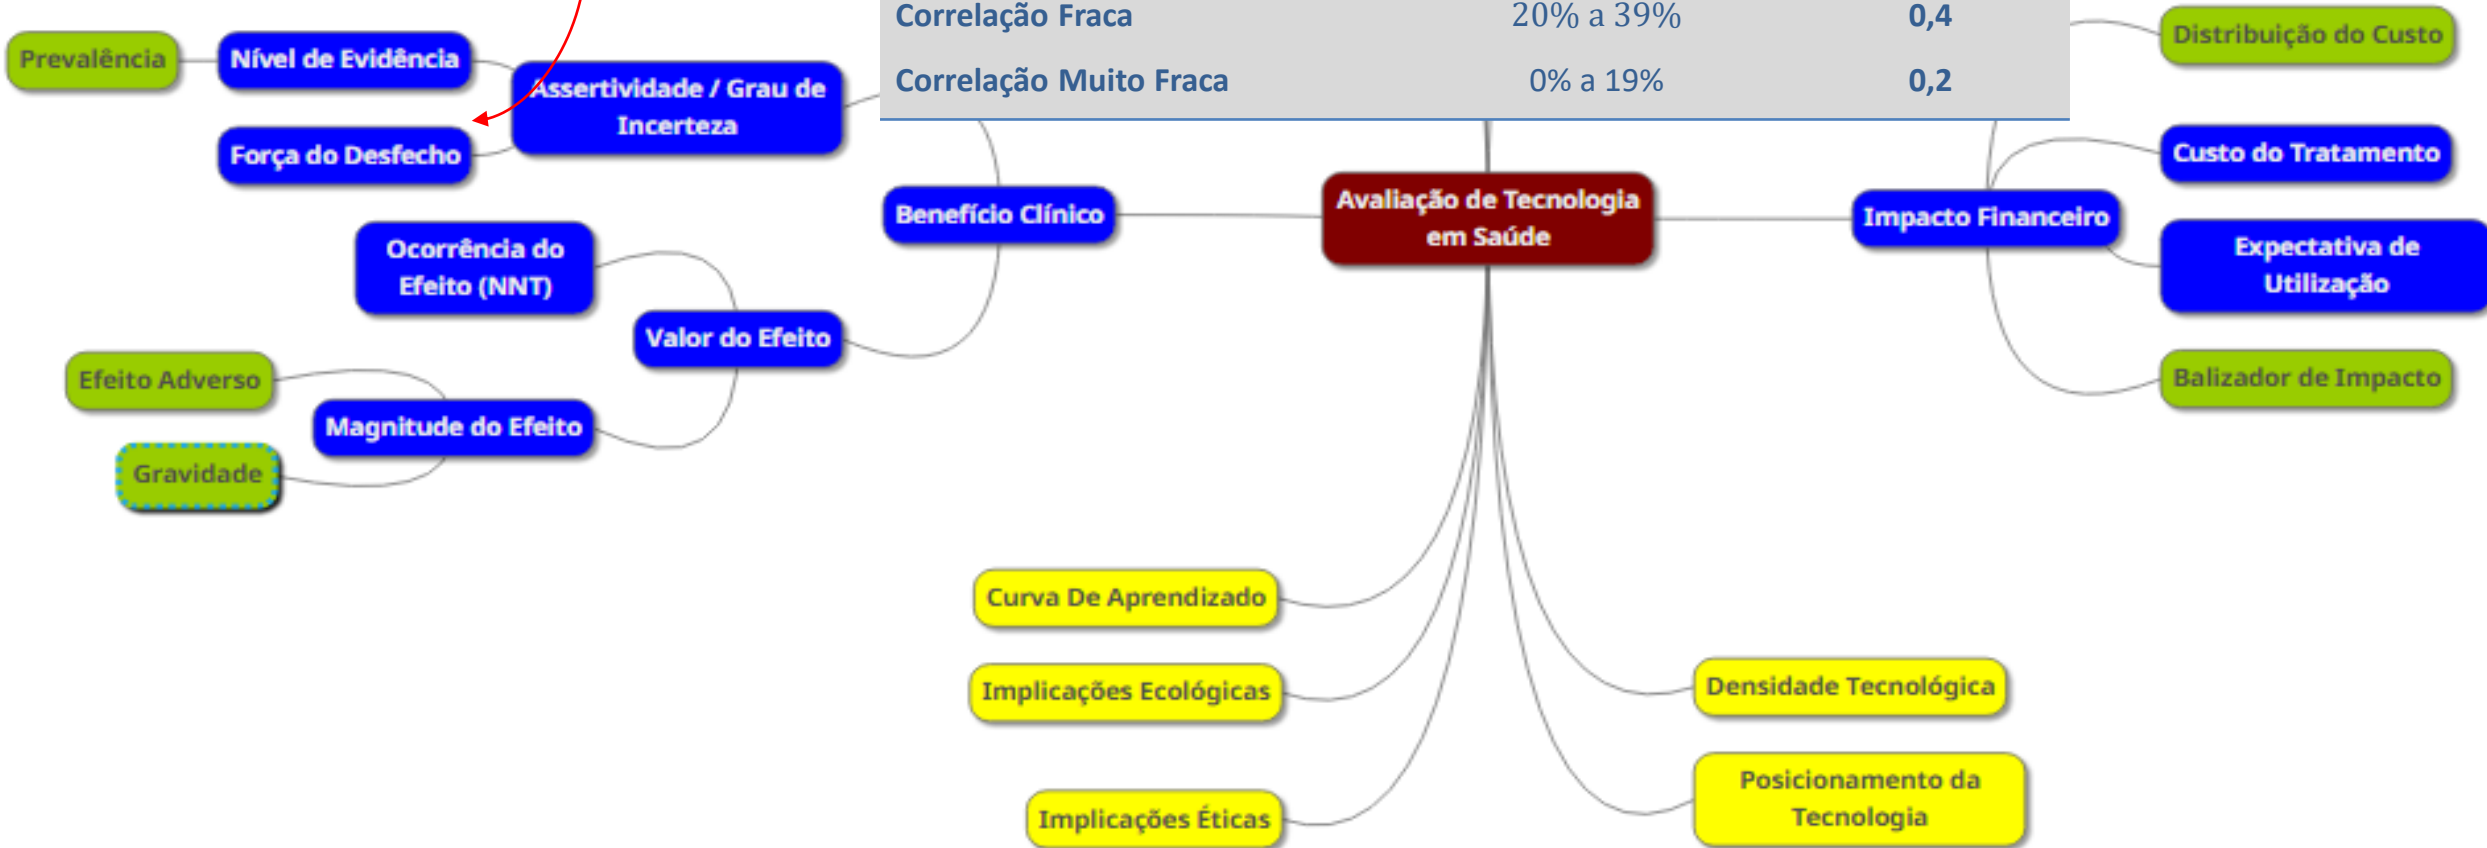 Correlação Fraca 20% a 39% 0,4
Correlação Muito Fraca 0% a 19% 0,2
Prevalência
Nível de Evidência
Assertividade / Grau de
Incerteza
Força do Desfecho
Ocorrência do
Efeito (NNT)
Benefício Clínico
Valor do Efeito
Efeito Adverso
Magnitude do Efeito
Gravidade
Avaliação de Tecnologia
em Saúde
Distribuição do Custo
Custo do Tratamento
Impacto Financeiro
Expectativa de
Utilização
Balizador de Impacto
Curva De Aprendizado
Implicações Ecológicas
Implicações Éticas
Densidade Tecnológica
Posicionamento da
Tecnologia